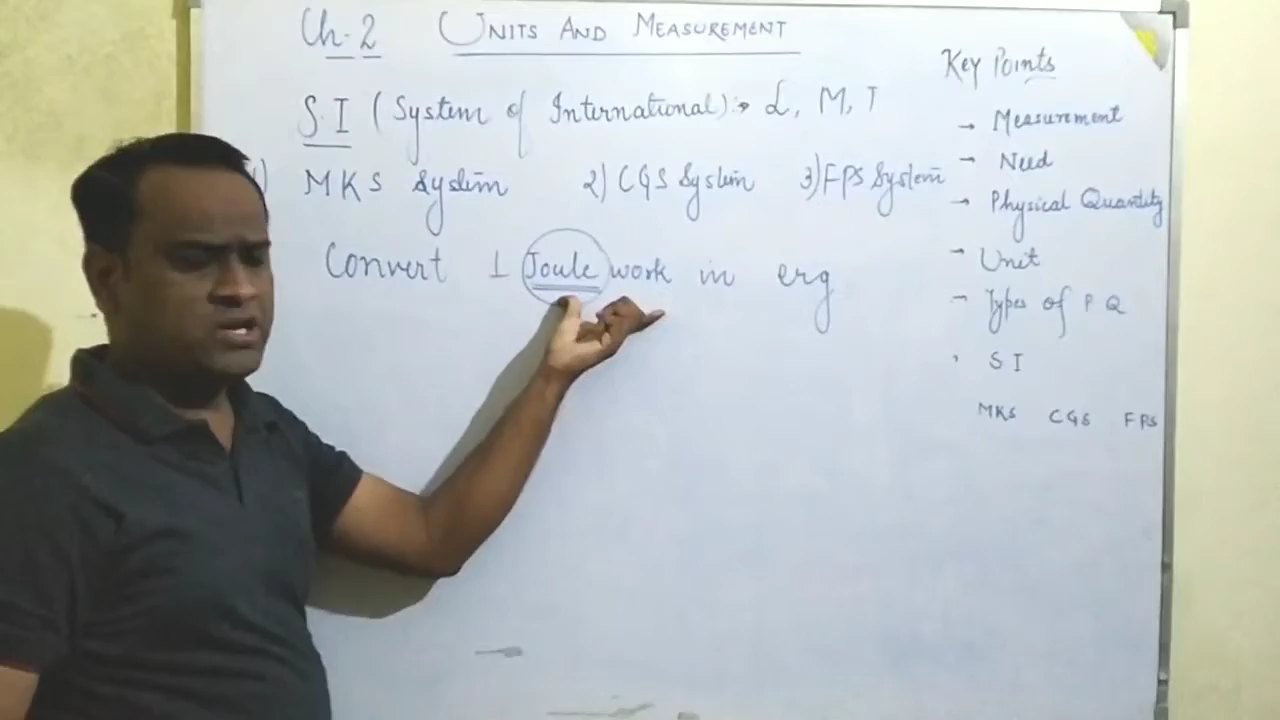 Ch.2 UNITS AND MEASUREMENT
S.I (System of International) :→ L, M, T
) MKS System 2) CGS System 3) FPS System
Convert 1 Joule work in erg
Key Points
→ Measurement
→ Need
→ Physical Quantity
- Unit
- Types of P Q
S I
MKS CGS FPS